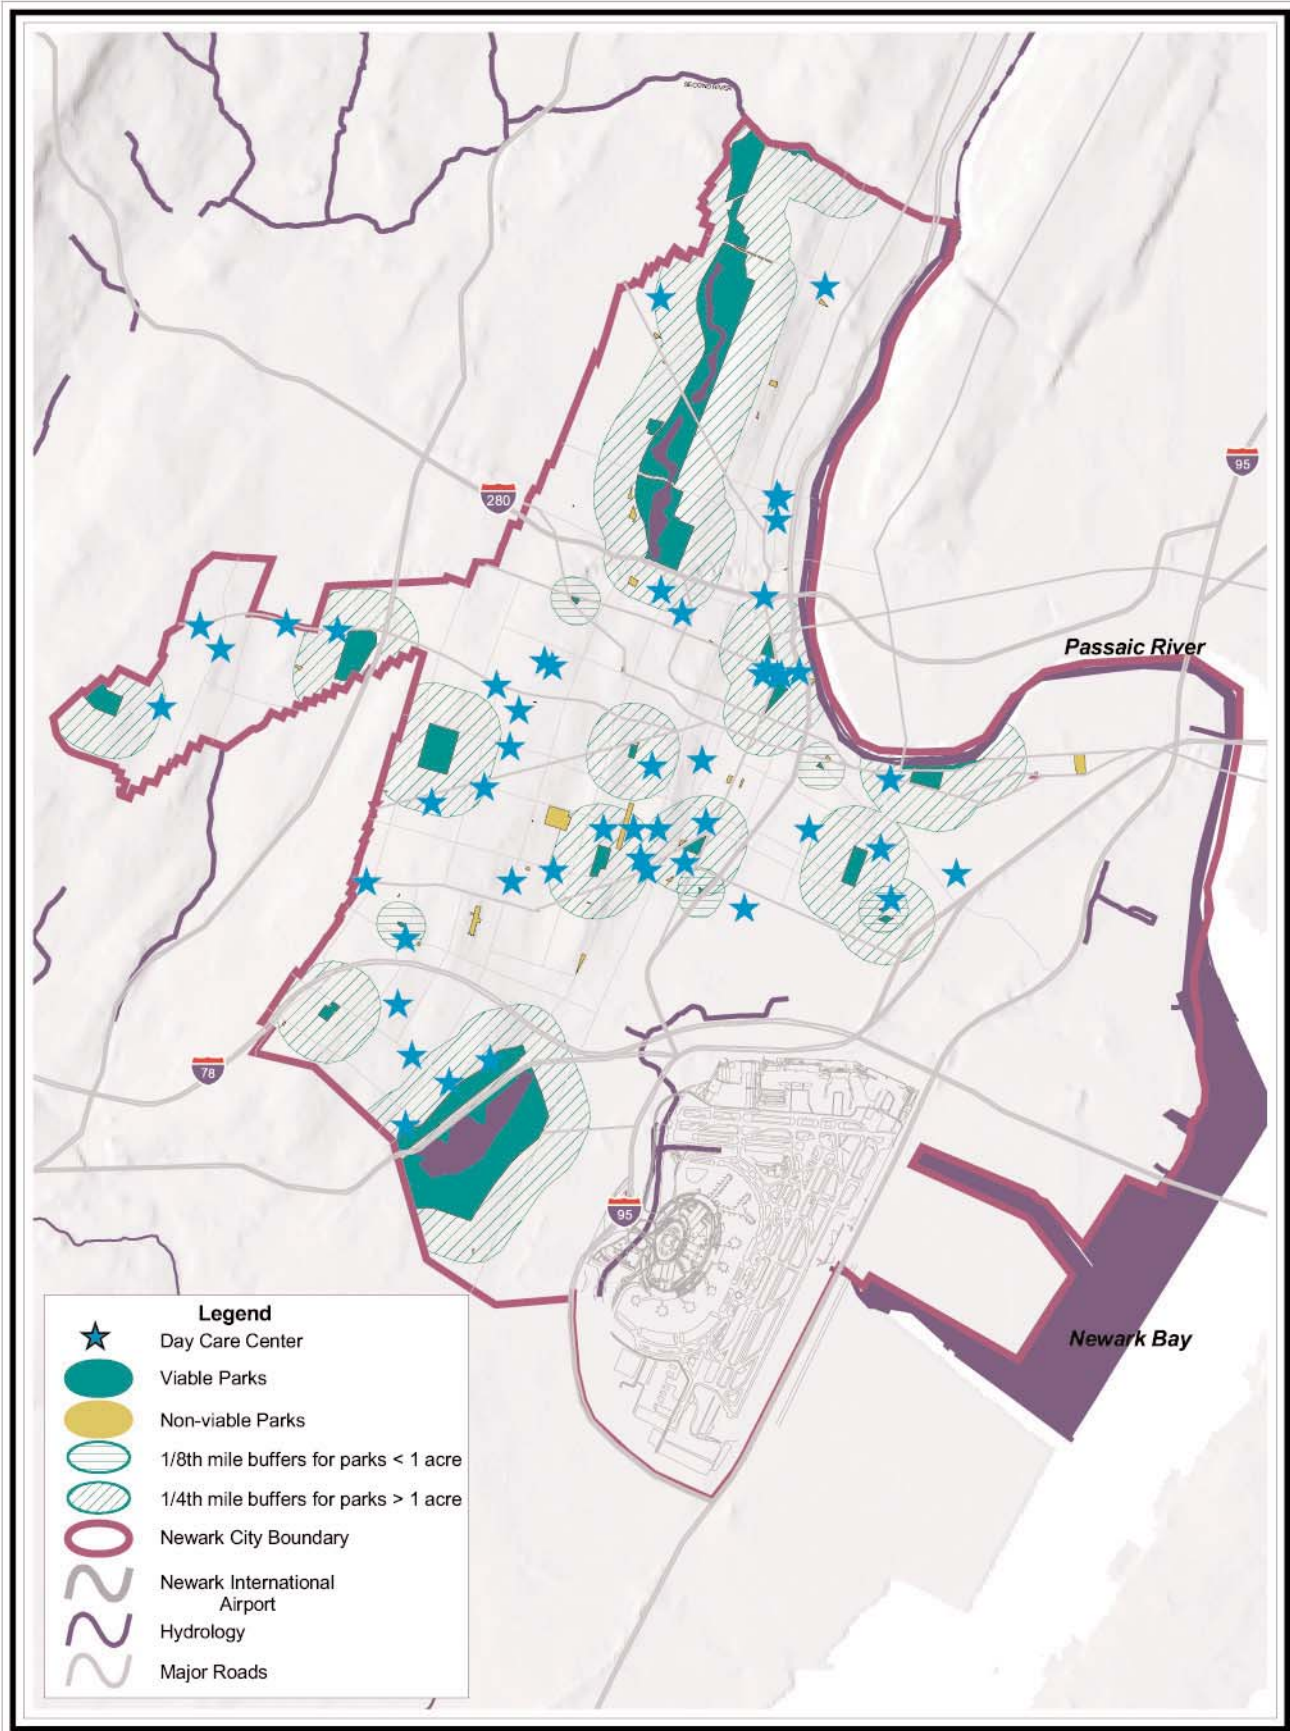 SECOND RIVER
95
280
Passaic River
78
95
Newark Bay
Legend
Day Care Center
Viable Parks
Non-viable Parks
1/8th mile buffers for parks < 1 acre
1/4th mile buffers for parks > 1 acre
Newark City Boundary
Newark International
Airport
Hydrology
Major Roads